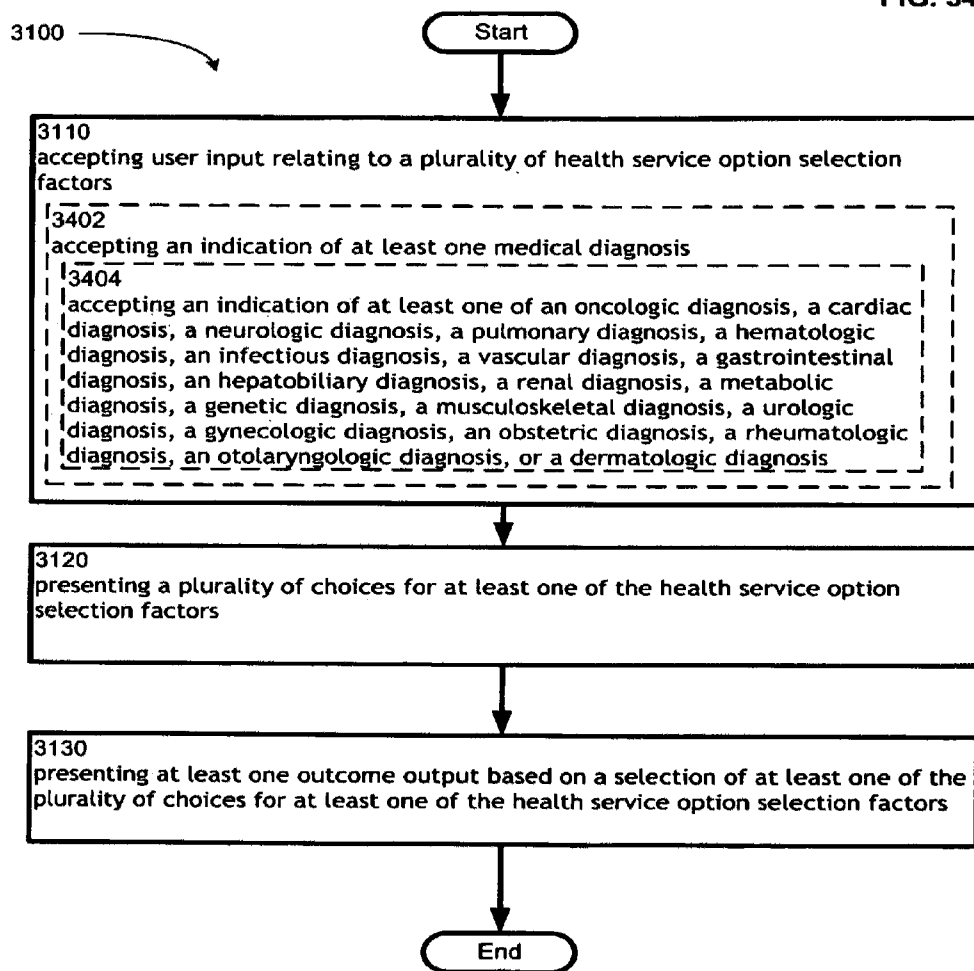 FIG. 34
3100
Start
3110
accepting user input relating to a plurality of health service option selection
factors
3402
accepting an indication of at least one medical diagnosis
3404
accepting an indication of at least one of an oncologic diagnosis, a cardiac
diagnosis, a neurologic diagnosis, a pulmonary diagnosis, a hematologic
diagnosis, an infectious diagnosis, a vascular diagnosis, a gastrointestinal
diagnosis, an hepatobiliary diagnosis, a renal diagnosis, a metabolic
diagnosis, a genetic diagnosis, a musculoskeletal diagnosis, a urologic
diagnosis, a gynecologic diagnosis, an obstetric diagnosis, a rheumatologic
diagnosis, an otolaryngologic diagnosis, or a dermatologic diagnosis
3120
presenting a plurality of choices for at least one of the health service option
selection factors
3130
presenting at least one outcome output based on a selection of at least one of the
plurality of choices for at least one of the health service option selection factors
End